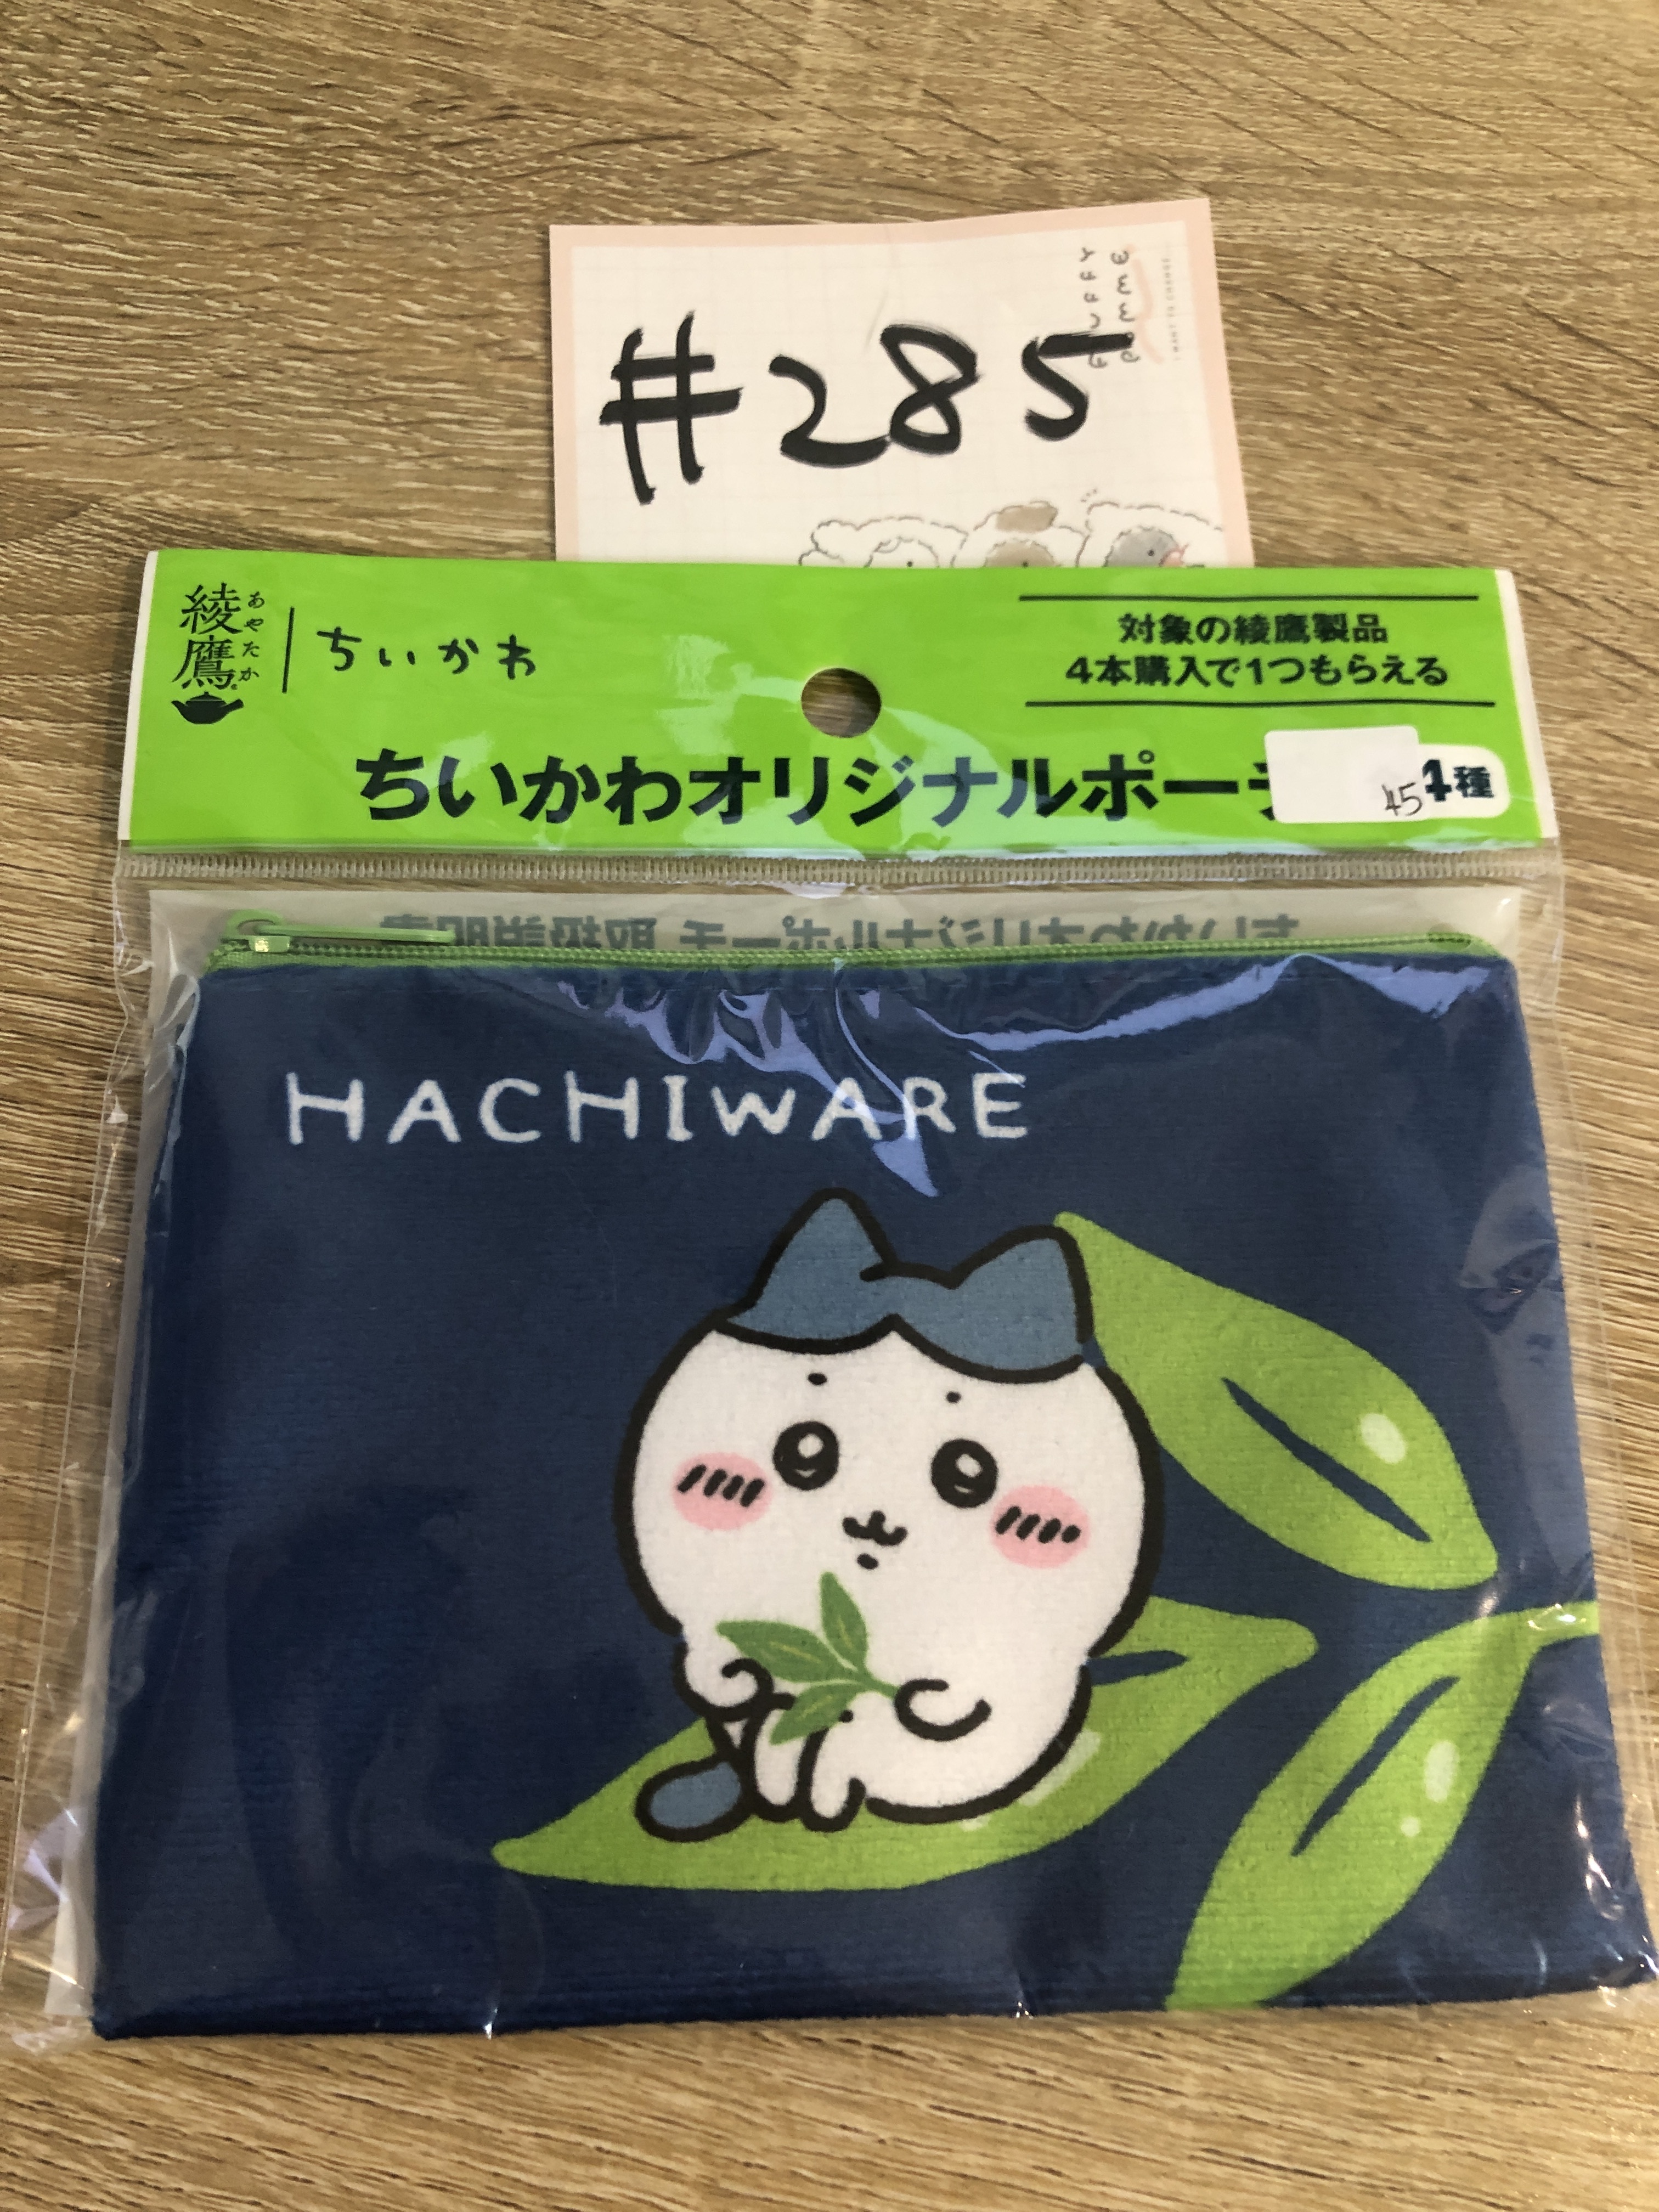 #285
FLUFFY
綾鷹
あやたか
ちいかわ
対象の綾鷹製品
4本購入で1つもらえる
ちいかわオリジナルポー
4種
45
HACHIWARE